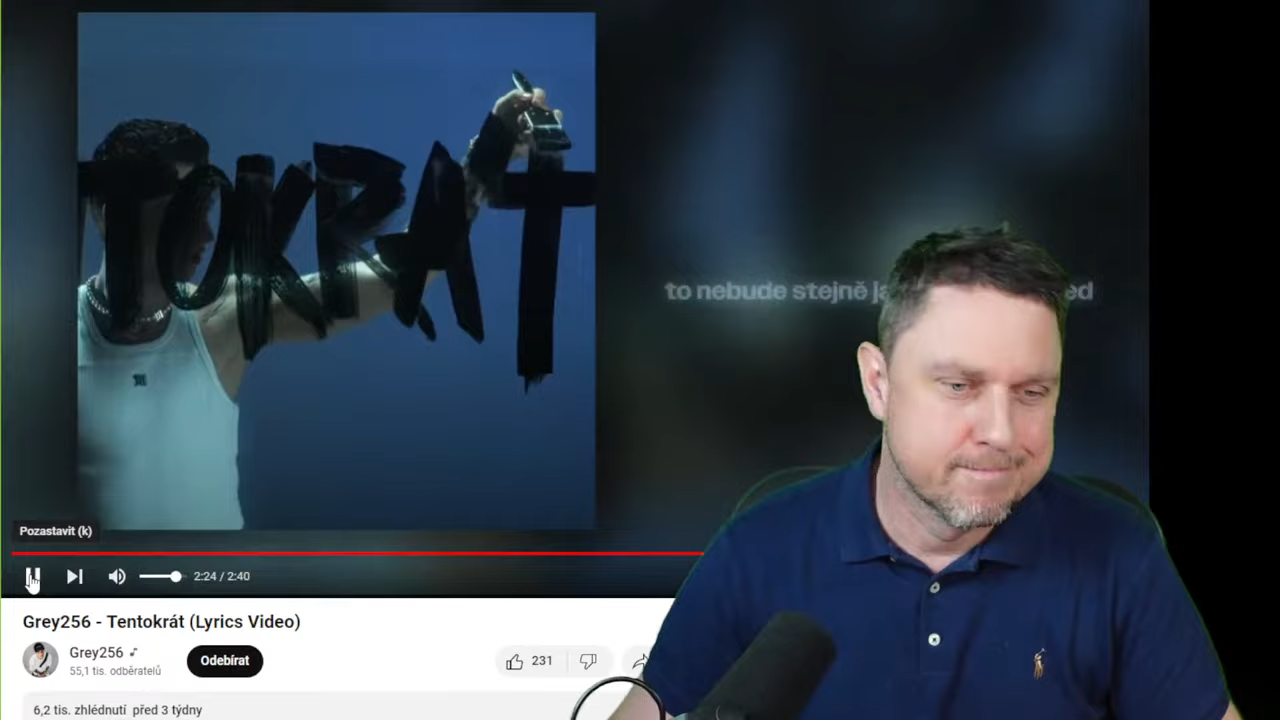 TOKRÁT
to nebude stejně
Pozastavit (k)
2:24 / 2:40
Grey256 - Tentokrát (Lyrics Video)
Grey256
55,1 tis. odběratelů
Odebírat
231
6,2 tis. zhlédnutí před 3 týdny